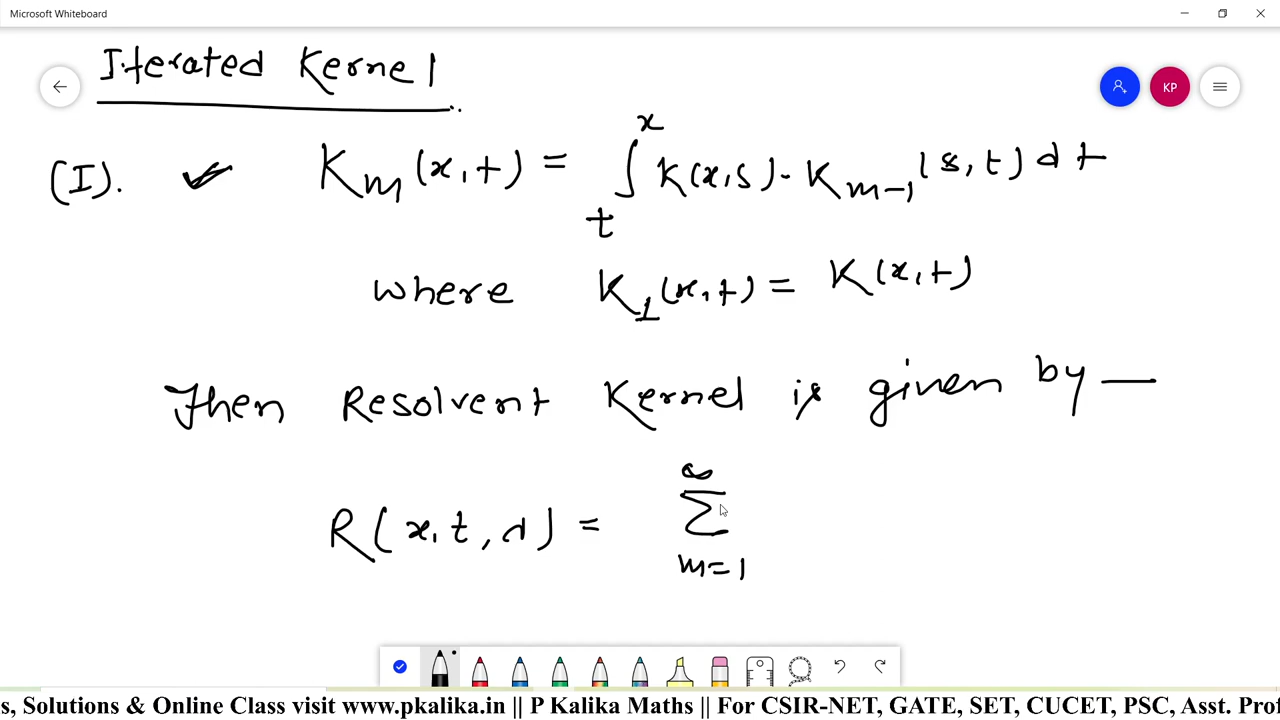 Microsoft Whiteboard
Iterated Kernel
KP
(I). ✓ K_m(x,t) = ∫_t^x K(x,s) · K_{m-1}(s,t) dt
where K_1(x,t) = K(x,t)
Then Resolvent Kernel is given by —
R(x,t,λ) = ∑_{m=1}^∞
s, Solutions & Online Class visit www.pkalika.in || P Kalika Maths || For CSIR-NET, GATE, SET, CUCET, PSC, Asst. Prof